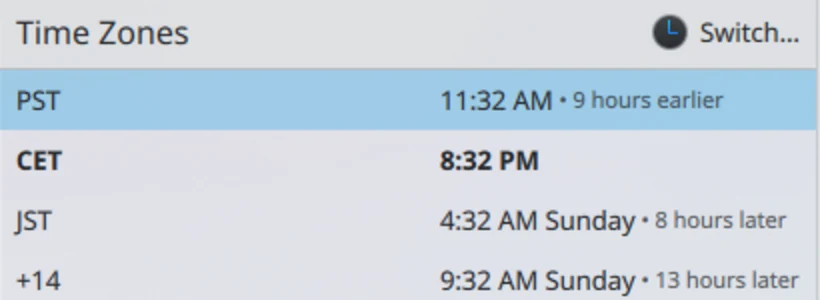 Time Zones Switch...
PST 11:32 AM • 9 hours earlier
CET 8:32 PM
JST 4:32 AM Sunday • 8 hours later
+14 9:32 AM Sunday • 13 hours later